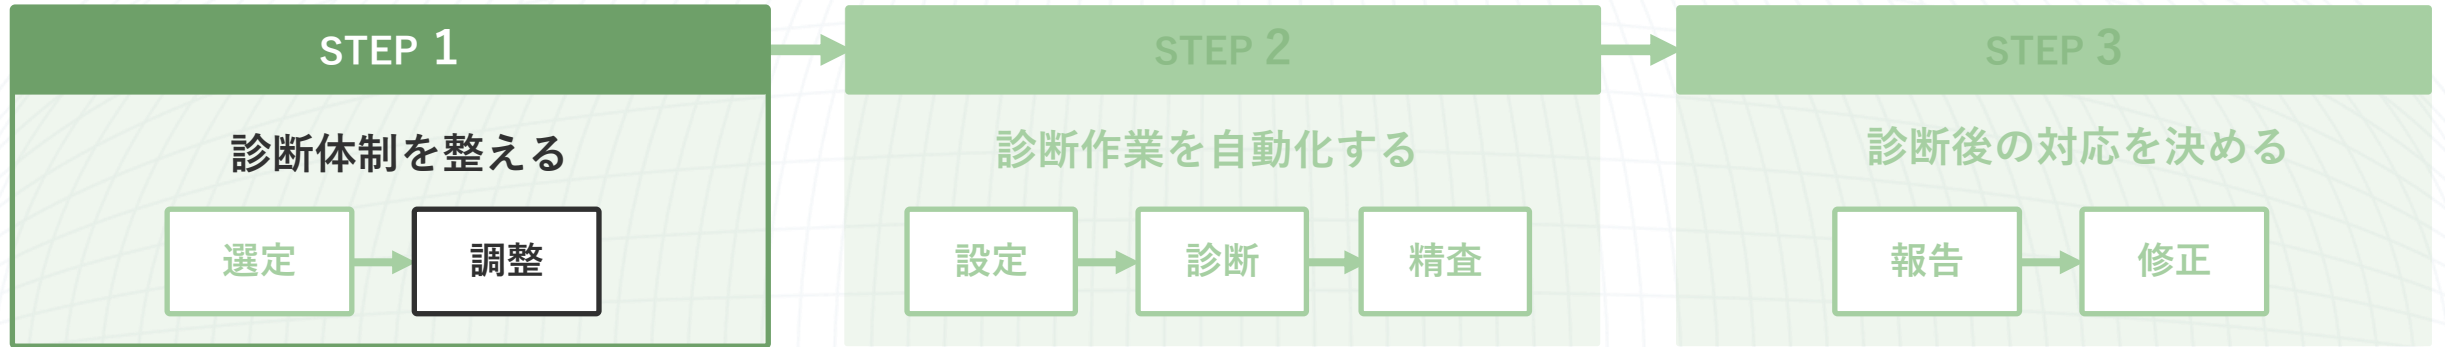 STEP 1
診断体制を整える
選定
調整
STEP 2
診断作業を自動化する
設定
診断
精査
STEP 3
診断後の対応を決める
報告
修正